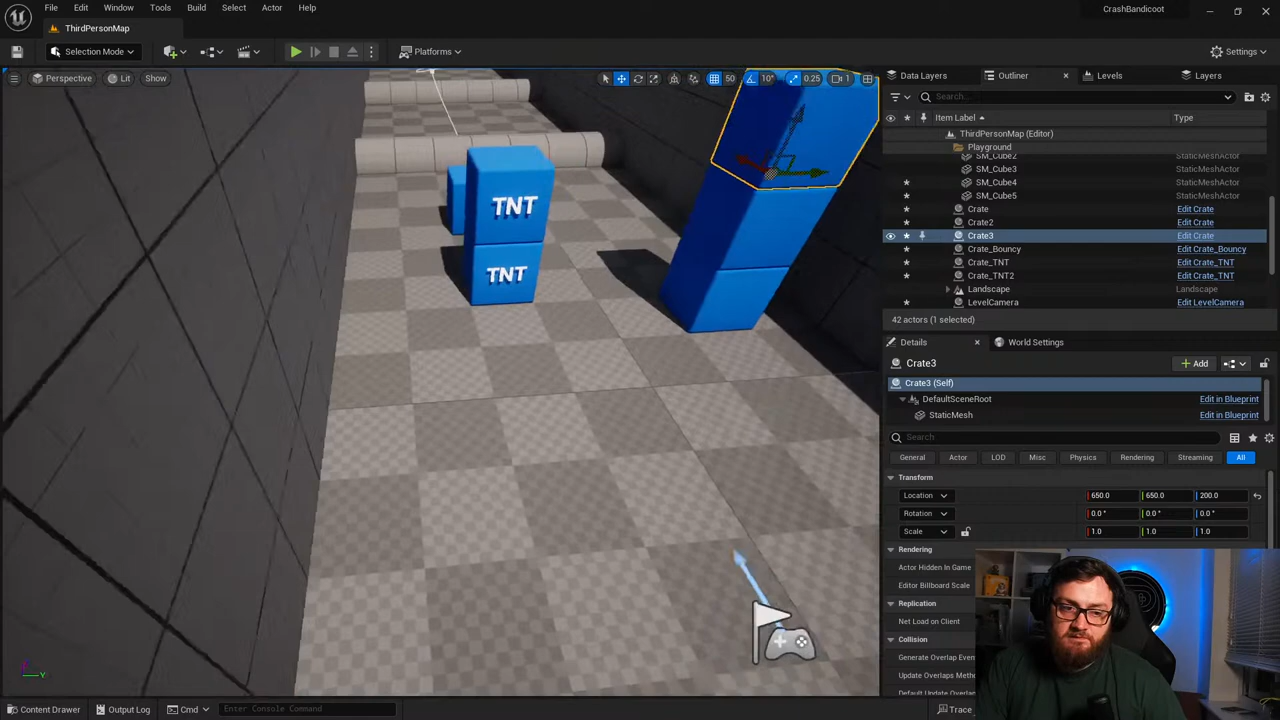 File Edit Window Tools Build Select Actor Help
CrashBandicoot
ThirdPersonMap
Selection Mode
Platforms
Settings
Perspective Lit Show
50 10° 0.25 1
Data Layers Outliner Levels Layers
Search...
Item Label Type
ThirdPersonMap (Editor)
Playground
SM_Cube2 StaticMeshActor
SM_Cube3 StaticMeshActor
SM_Cube4 StaticMeshActor
SM_Cube5 StaticMeshActor
Crate Edit Crate
Crate2 Edit Crate
Crate3 Edit Crate
Crate_Bouncy Edit Crate_Bouncy
Crate_TNT Edit Crate_TNT
Crate_TNT2 Edit Crate_TNT
Landscape Landscape
LevelCamera Edit LevelCamera
42 actors (1 selected)
TNT
TNT
Details World Settings
Crate3
Add
Crate3 (Self)
DefaultSceneRoot Edit in Blueprint
StaticMesh Edit in Blueprint
Search
General Actor LOD Misc Physics Rendering Streaming All
Transform
Location 650.0 650.0 200.0
Rotation 0.0° 0.0° 0.0°
Scale 1.0 1.0 1.0
Rendering
Actor Hidden In Game
Editor Billboard Scale
Replication
Net Load on Client
Collision
Generate Overlap Even
Update Overlaps Metho
Default Update Overlap
Z
Y
Content Drawer Output Log Cmd Enter Console Command
Trace